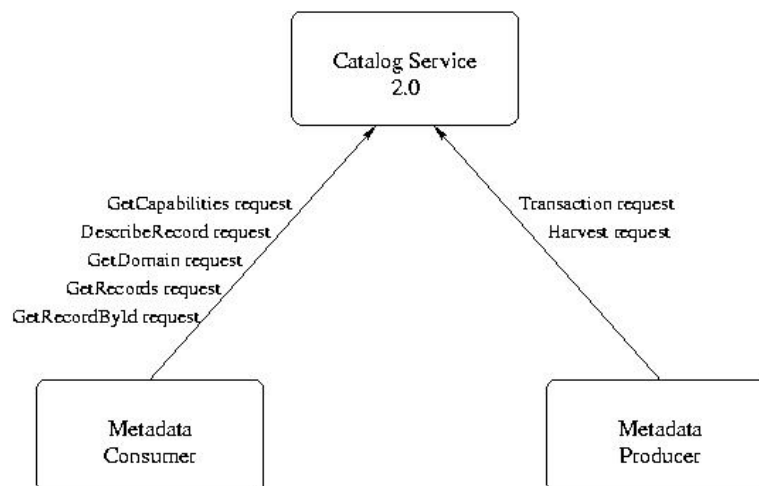 Catalog Service
2.0
GetCapabilities request
DescribeRecord request
GetDomain request
GetRecords request
GetRecordById request
Transaction request
Harvest request
Metadata
Consumer
Metadata
Producer